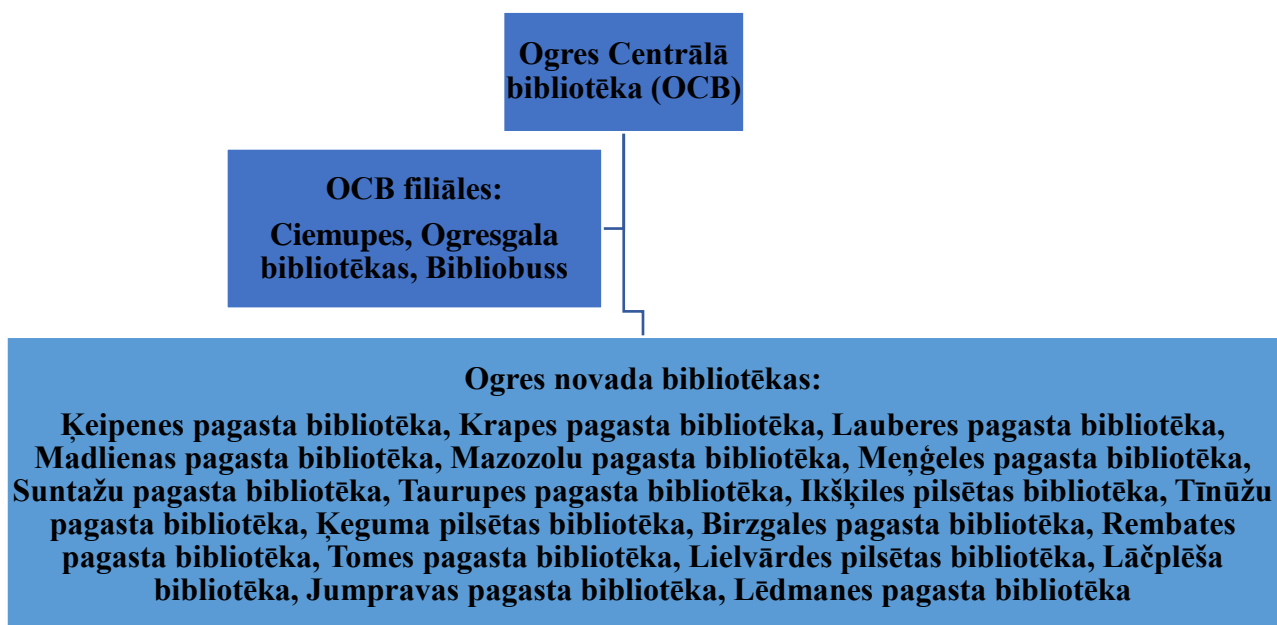 Ogres Centrālā
bibliotēka (OCB)
OCB filiāles:
Ciemupes, Ogresgala
bibliotēkas, Bibliobuss
Ogres novada bibliotēkas:
Ķeipenes pagasta bibliotēka, Krapes pagasta bibliotēka, Lauberes pagasta bibliotēka,
Madlienas pagasta bibliotēka, Mazozolu pagasta bibliotēka, Meņģeles pagasta bibliotēka,
Suntažu pagasta bibliotēka, Taurupes pagasta bibliotēka, Ikšķiles pilsētas bibliotēka, Tīnūžu
pagasta bibliotēka, Ķeguma pilsētas bibliotēka, Birzgales pagasta bibliotēka, Rembates
pagasta bibliotēka, Tomes pagasta bibliotēka, Lielvārdes pilsētas bibliotēka, Lāčplēša
bibliotēka, Jumpravas pagasta bibliotēka, Lēdmanes pagasta bibliotēka